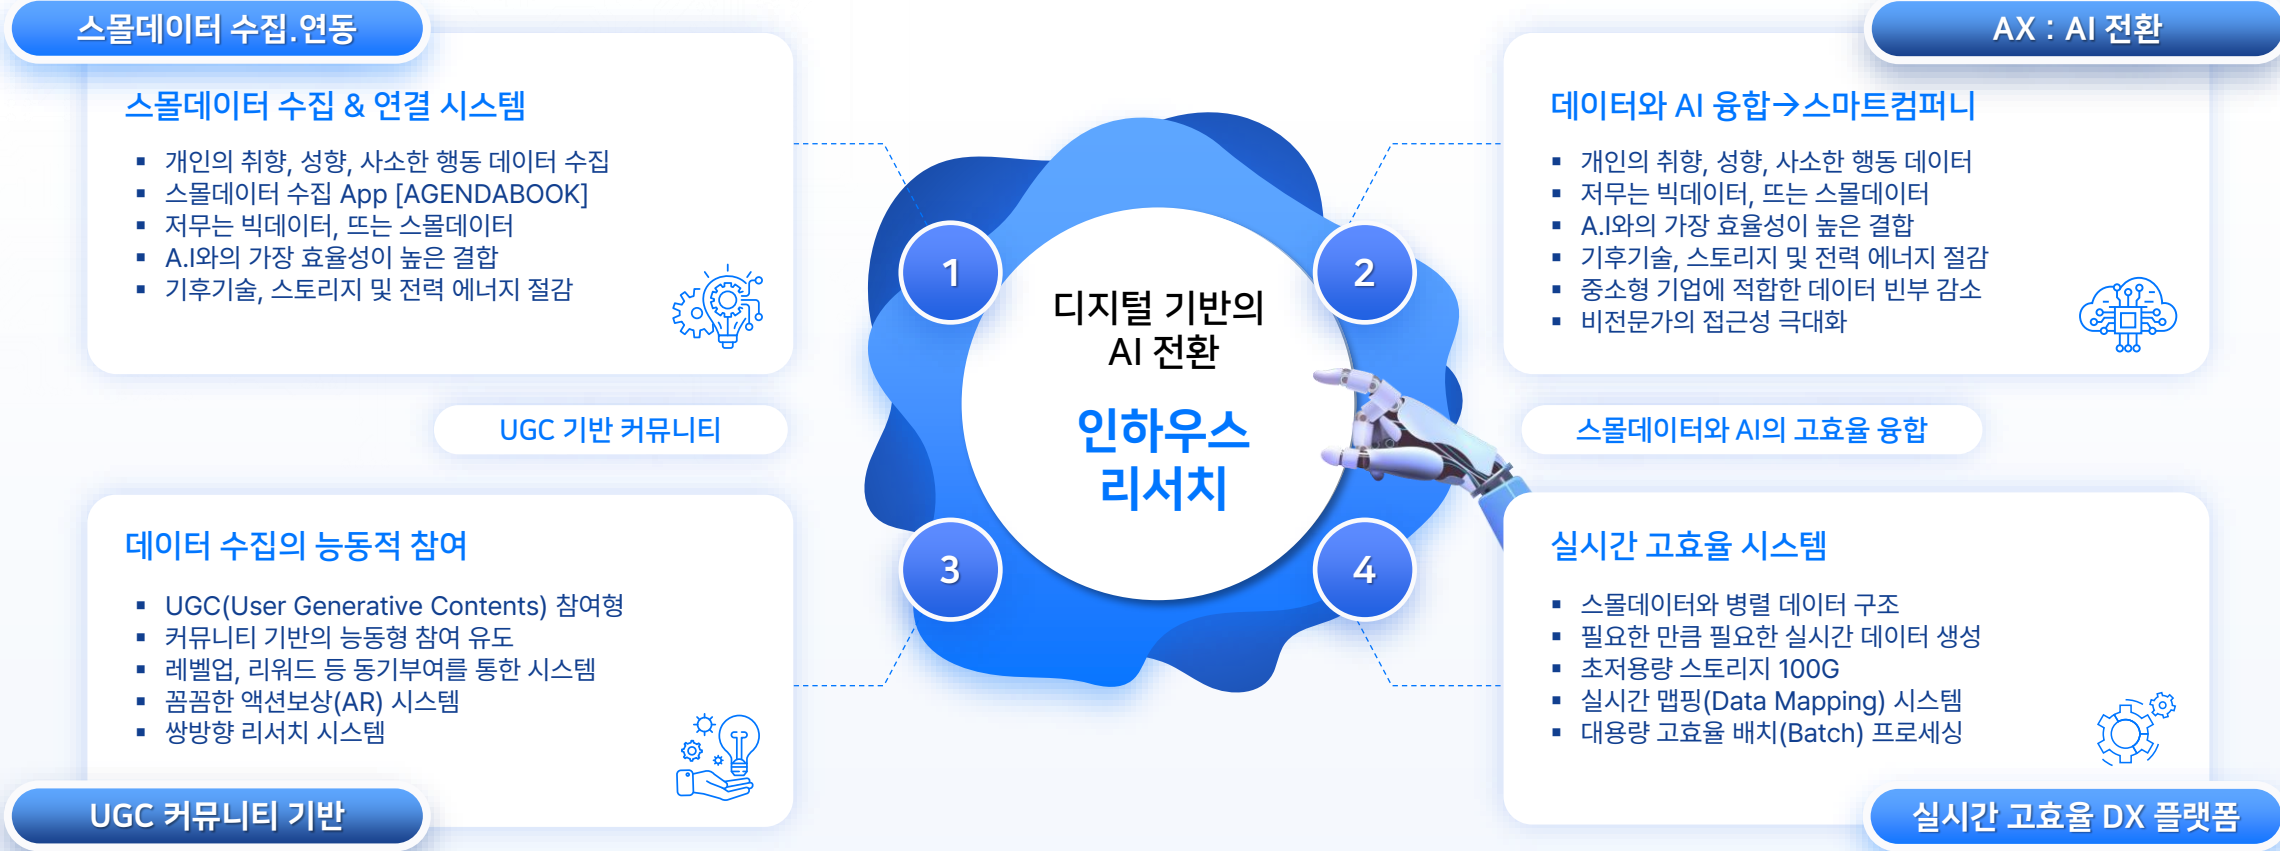 스몰데이터 수집.연동
스몰데이터 수집 & 연결 시스템
▪ 개인의 취향, 성향, 사소한 행동 데이터 수집
▪ 스몰데이터 수집 App [AGENDABOOK]
▪ 저무는 빅데이터, 뜨는 스몰데이터
▪ A.I와의 가장 효율성이 높은 결합
▪ 기후기술, 스토리지 및 전력 에너지 절감
AX : AI 전환
데이터와 AI 융합→스마트컴퍼니
▪ 개인의 취향, 성향, 사소한 행동 데이터
▪ 저무는 빅데이터, 뜨는 스몰데이터
▪ A.I와의 가장 효율성이 높은 결합
▪ 기후기술, 스토리지 및 전력 에너지 절감
▪ 중소형 기업에 적합한 데이터 빈부 감소
▪ 비전문가의 접근성 극대화
1
2
디지털 기반의
AI 전환
인하우스
리서치
3
4
UGC 기반 커뮤니티
스몰데이터와 AI의 고효율 융합
데이터 수집의 능동적 참여
▪ UGC(User Generative Contents) 참여형
▪ 커뮤니티 기반의 능동형 참여 유도
▪ 레벨업, 리워드 등 동기부여를 통한 시스템
▪ 꼼꼼한 액션보상(AR) 시스템
▪ 쌍방향 리서치 시스템
UGC 커뮤니티 기반
실시간 고효율 시스템
▪ 스몰데이터와 병렬 데이터 구조
▪ 필요한 만큼 필요한 실시간 데이터 생성
▪ 초저용량 스토리지 100G
▪ 실시간 맵핑(Data Mapping) 시스템
▪ 대용량 고효율 배치(Batch) 프로세싱
실시간 고효율 DX 플랫폼